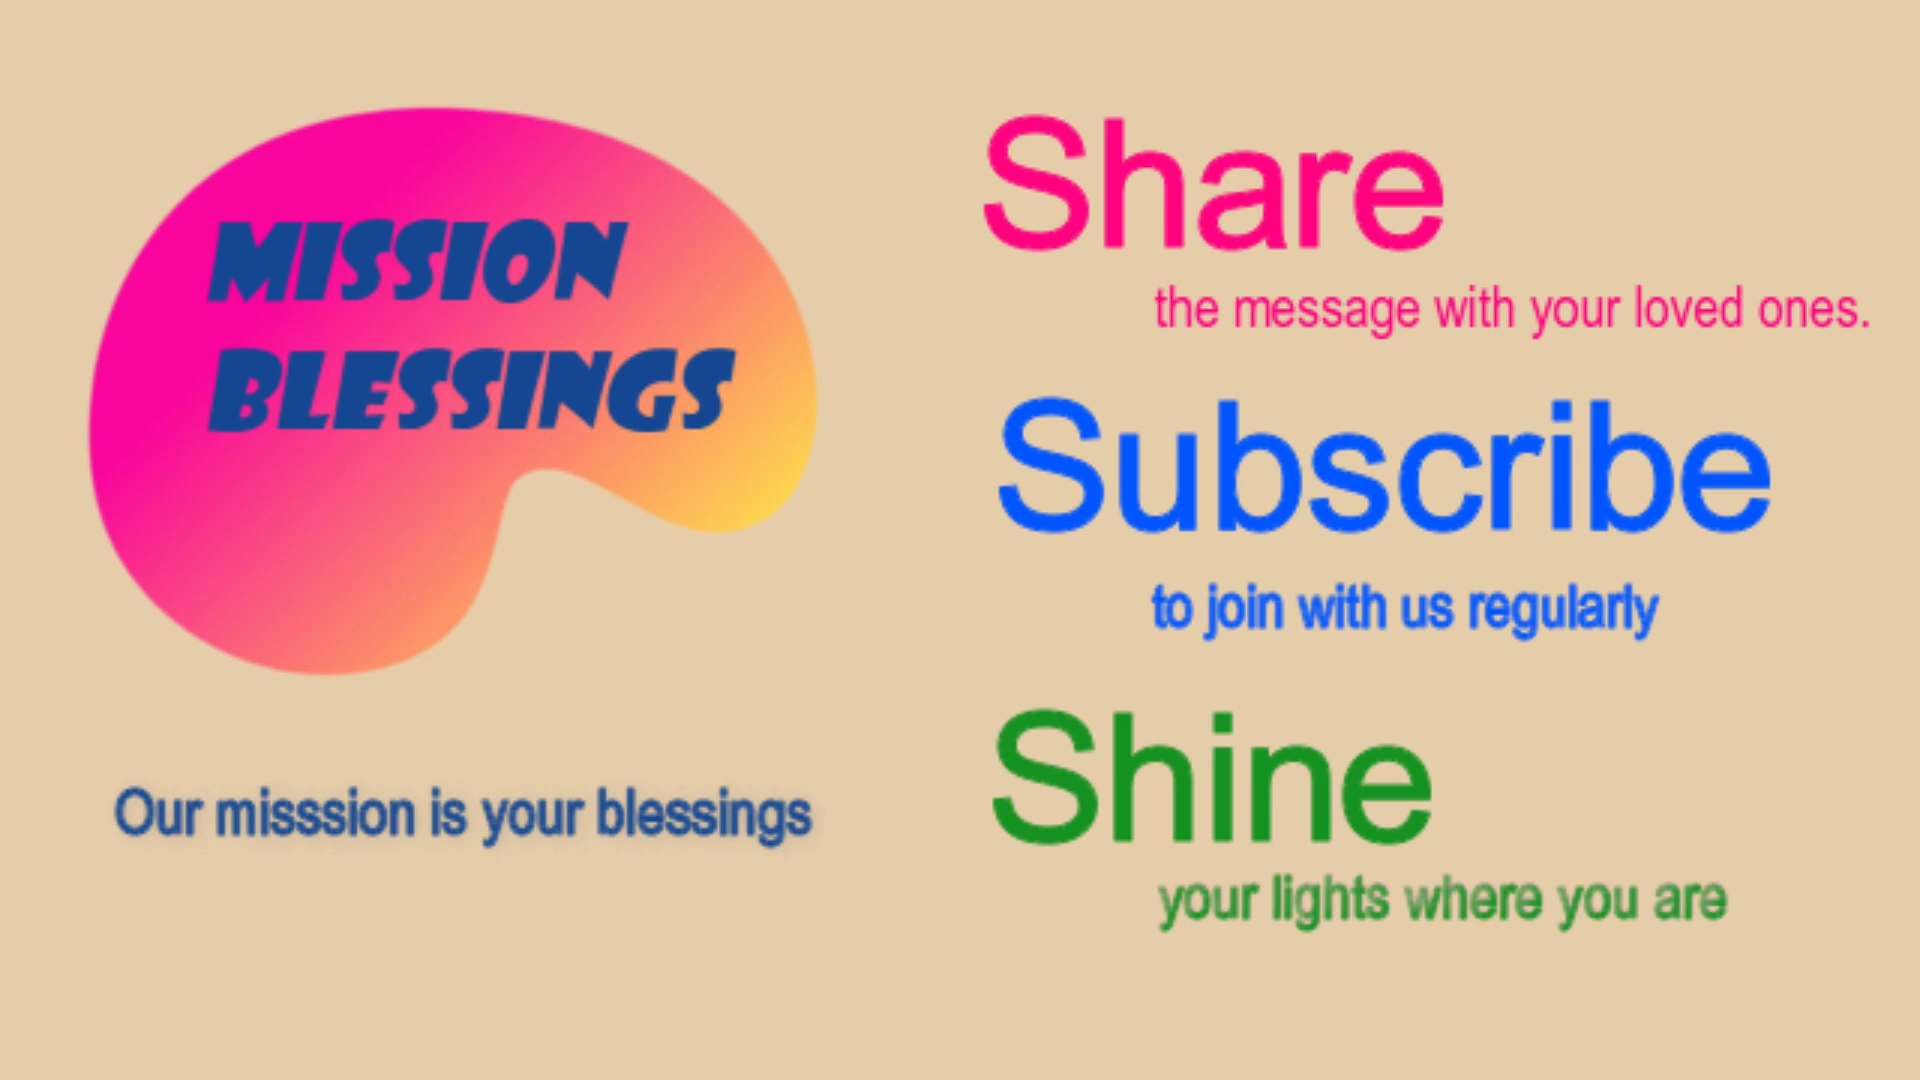 MISSION
BLESSINGS
Our misssion is your blessings
Share
the message with your loved ones.
Subscribe
to join with us regularly
Shine
your lights where you are